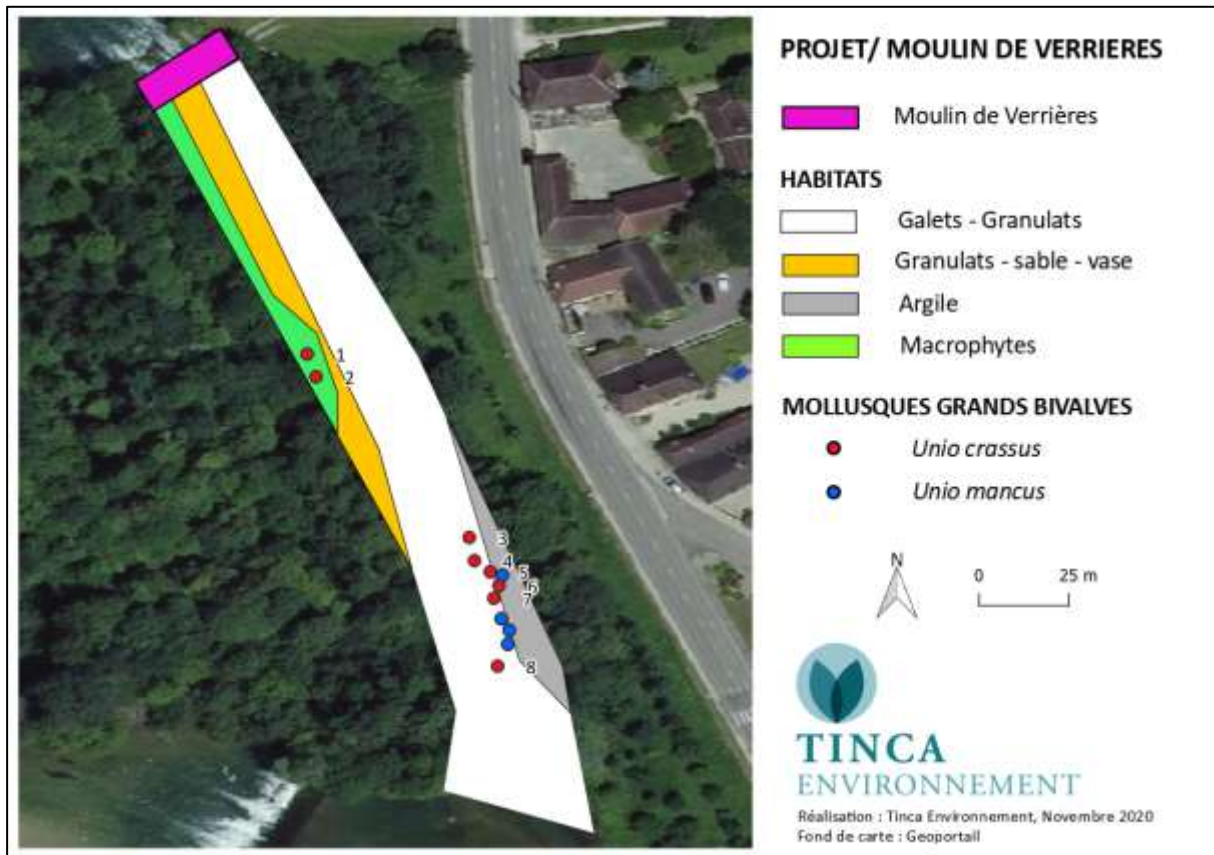 PROJET/ MOULIN DE VERRIERES
Moulin de Verrières
HABITATS
Galets - Granulats
Granulats - sable - vase
Argile
Macrophytes
MOLLUSQUES GRANDS BIVALVES
Unio crassus
Unio mancus
N
0 25 m
1
2
3
4
5
6
7
8
TINCA
ENVIRONNEMENT
Réalisation : Tinca Environnement, Novembre 2020
Fond de carte : Geoportail